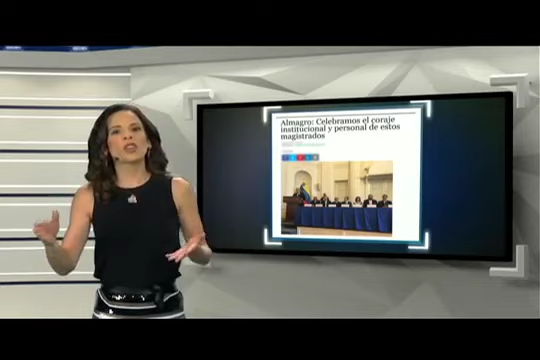 Almagro: Celebramos el coraje
institucional y personal de estos
magistrados